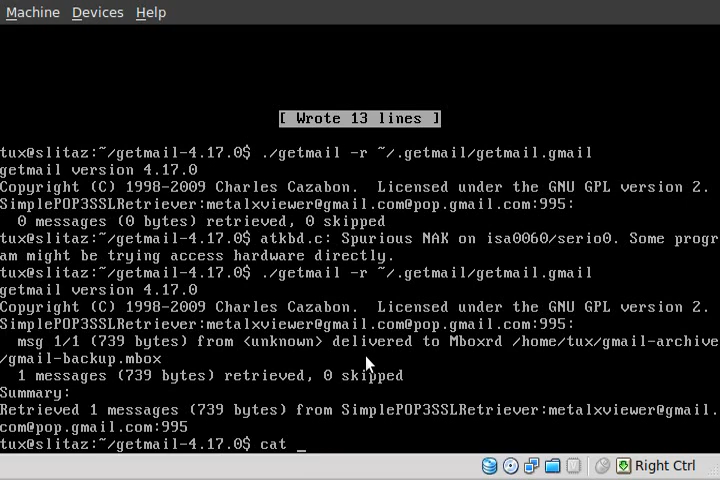 Machine Devices Help
[ Wrote 13 lines ]
tux@slitaz:~/getmail-4.17.0$ ./getmail -r ~/.getmail/getmail.gmail
getmail version 4.17.0
Copyright (C) 1998-2009 Charles Cazabon.  Licensed under the GNU GPL version 2.
SimplePOP3SSLRetriever:metalxviewer@gmail.com@pop.gmail.com:995:
  0 messages (0 bytes) retrieved, 0 skipped
tux@slitaz:~/getmail-4.17.0$ atkbd.c: Spurious NAK on isa0060/serio0. Some progr
am might be trying access hardware directly.
tux@slitaz:~/getmail-4.17.0$ ./getmail -r ~/.getmail/getmail.gmail
getmail version 4.17.0
Copyright (C) 1998-2009 Charles Cazabon.  Licensed under the GNU GPL version 2.
SimplePOP3SSLRetriever:metalxviewer@gmail.com@pop.gmail.com:995:
  msg 1/1 (739 bytes) from <unknown> delivered to Mboxrd /home/tux/gmail-archive
/gmail-backup.mbox
  1 messages (739 bytes) retrieved, 0 skipped
Summary:
Retrieved 1 messages (739 bytes) from SimplePOP3SSLRetriever:metalxviewer@gmail.
com@pop.gmail.com:995
tux@slitaz:~/getmail-4.17.0$ cat _
Right Ctrl